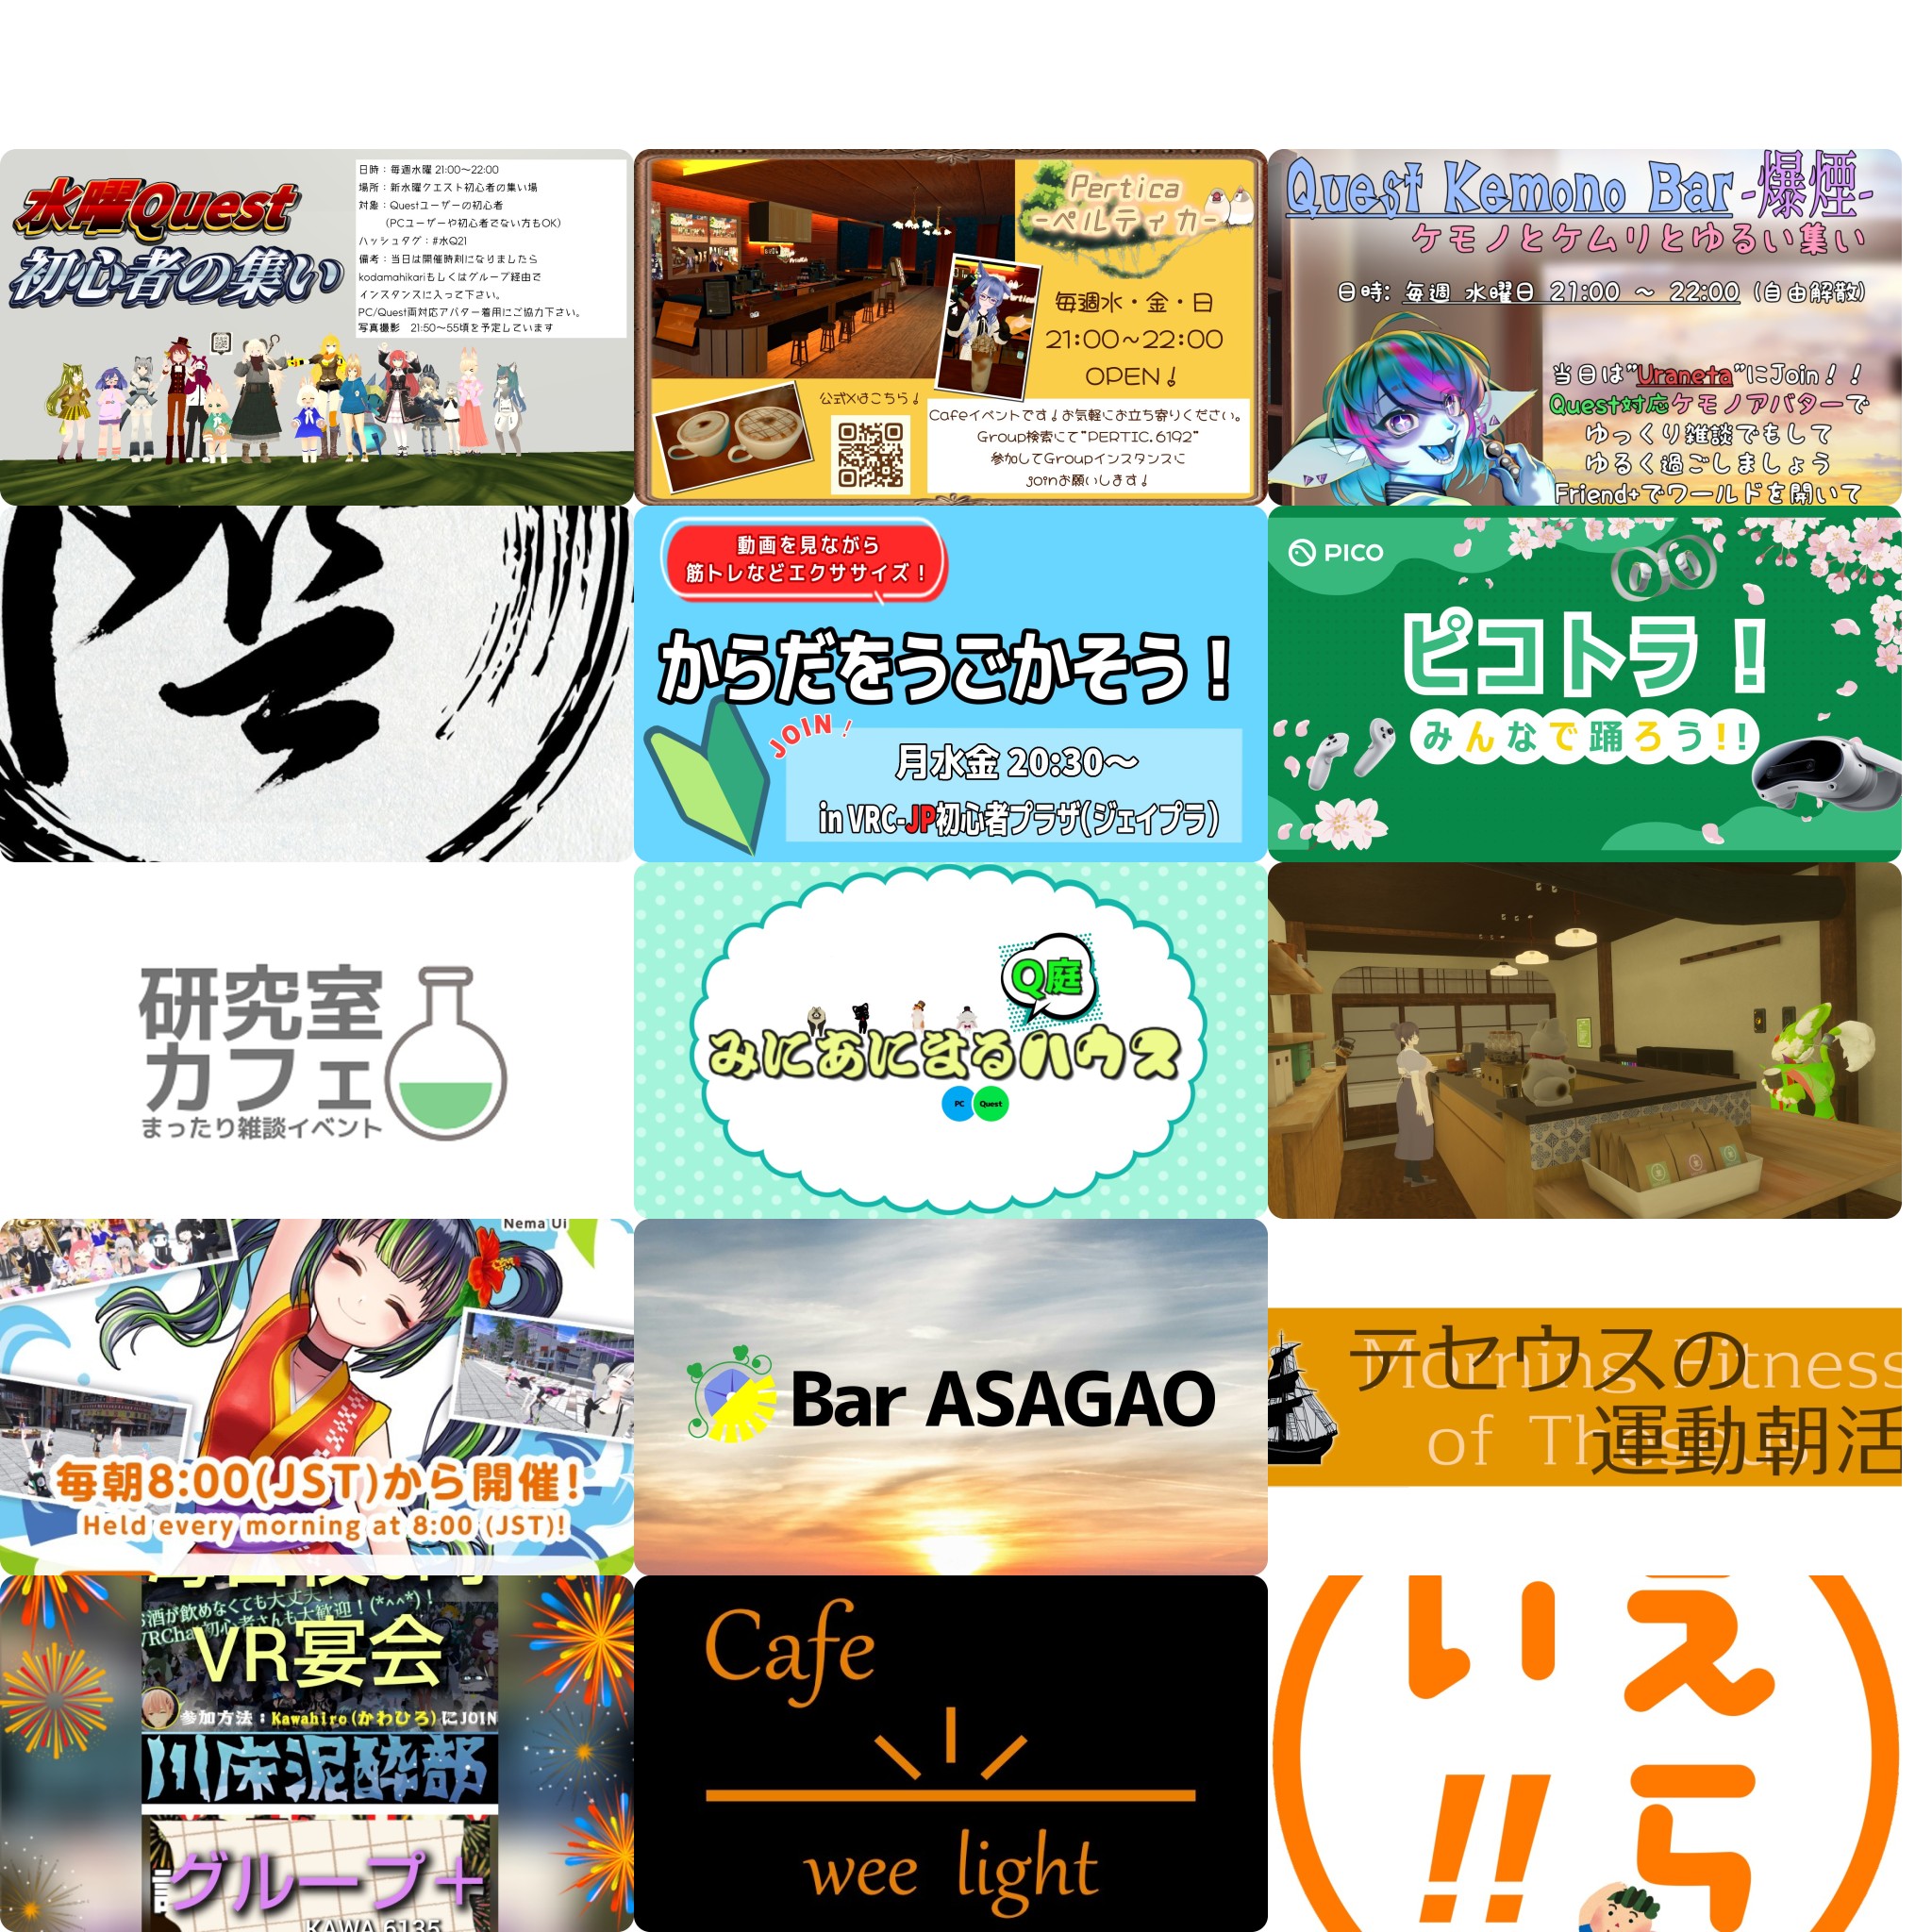 水曜Quest
初心者の集い
日時：毎週水曜 21:00～22:00
場所：新水曜クエスト初心者の集い場
対象：Questユーザーの初心者
(PCユーザーや初心者でない方もOK)
ハッシュタグ：#水Q21
備考：当日は開催時刻になりましたら
kodamahikariもしくはグループ経由で
インスタンスに入って下さい。
PC/Quest両対応アバター着用にご協力下さい。
写真撮影　21:50～55頃を予定しています
Pertica
-ペルティカ-
毎週水・金・日
21:00~22:00
OPEN！
公式Xはこちら！
Cafeイベントです！お気軽にお立ち寄りください。
Group検索にて"PERTIC.6192"
参加してGroupインスタンスに
joinお願いします！
Quest Kemono Bar-爆煙-
ケモノとケムリとゆるい集い
日時: 毎週 水曜日 21:00 ～ 22:00 (自由解散)
当日は"Uraneta"にJoin！！
Quest対応ケモノアバターで
ゆっくり雑談でもして
ゆるく過ごしましょう
Friend+でワールドを開いて
動画を見ながら
筋トレなどエクササイズ！
からだをうごかそう！
JOIN！
月水金 20:30～
in VRC-JP初心者プラザ(ジェイプラ)
PICO
ピコトラ！
みんなで踊ろう!!
研究室
カフェ
まったり雑談イベント
Q庭
みにあにまるハウス
PC
Quest
Nema Ui
毎朝8:00(JST)から開催!
Held every morning at 8:00 (JST)!
Bar ASAGAO
テセウスの
運動朝活
Morning Fitness
of Thes
お酒が飲めなくても大丈夫！
VRChat初心者さんも大歓迎！(*^^*)！
VR宴会
参加方法：Kawahiro(かわひろ)にJOIN
川床泥酔部
グループ+
KAWA.6135
Cafe
wee light
いえ
!!ら